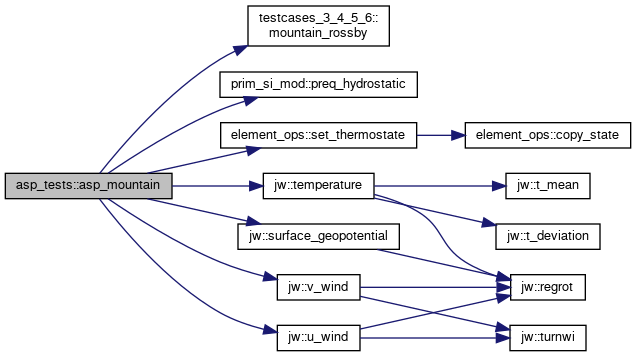 testcases_3_4_5_6::
mountain_rossby
prim_si_mod::preq_hydrostatic
element_ops::set_thermostate
element_ops::copy_state
asp_tests::asp_mountain
jw::temperature
jw::t_mean
jw::surface_geopotential
jw::t_deviation
jw::v_wind
jw::regrot
jw::u_wind
jw::turnwi